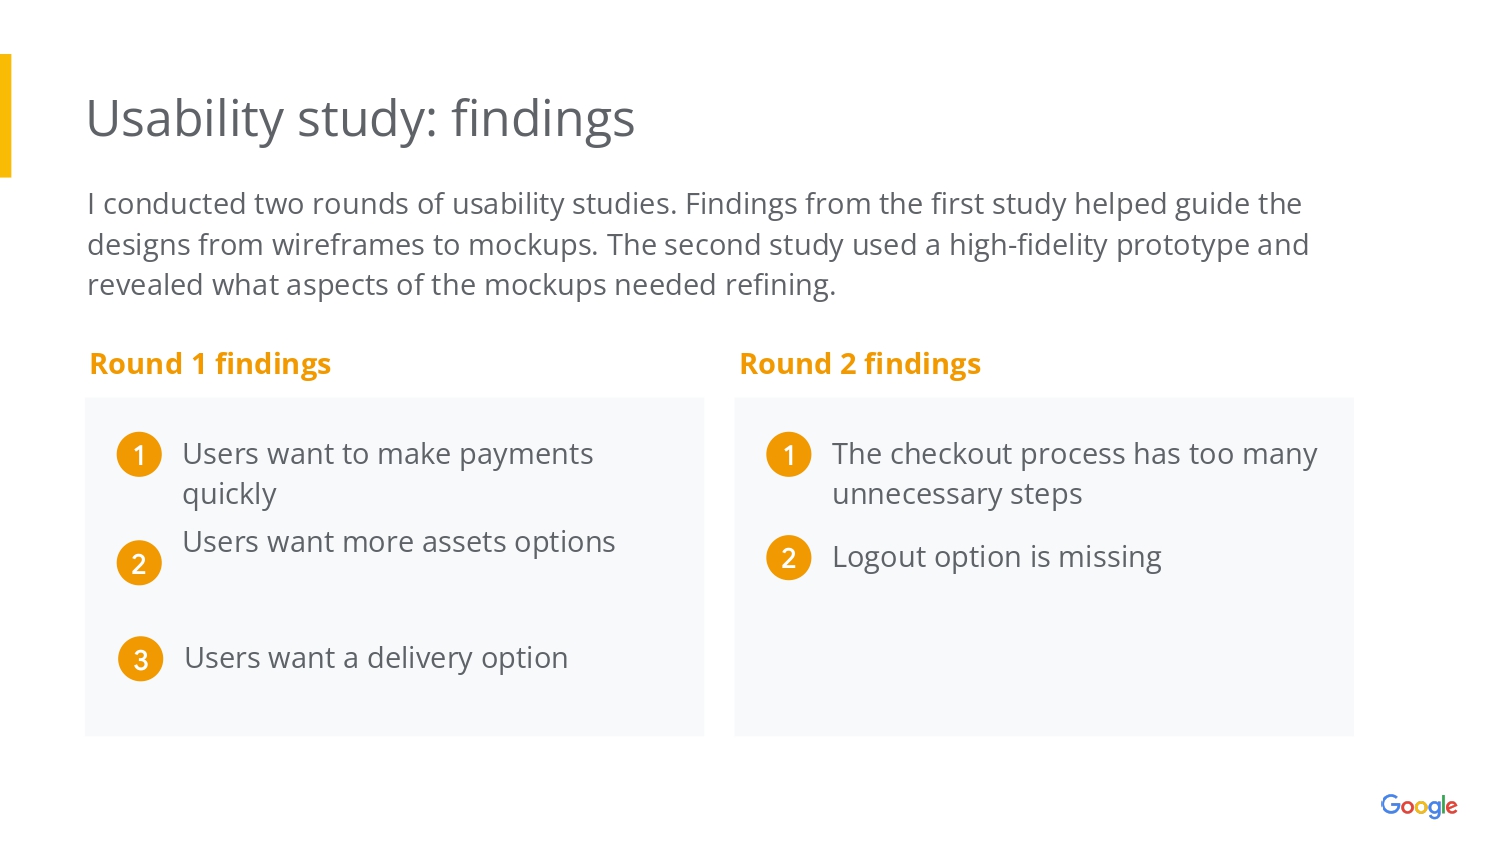 Usability study: findings
I conducted two rounds of usability studies. Findings from the first study helped guide the
designs from wireframes to mockups. The second study used a high-fidelity prototype and
revealed what aspects of the mockups needed refining.
Round 1 findings
1 Users want to make payments
quickly
2 Users want more assets options
3 Users want a delivery option
Round 2 findings
1 The checkout process has too many
unnecessary steps
2 Logout option is missing
Google